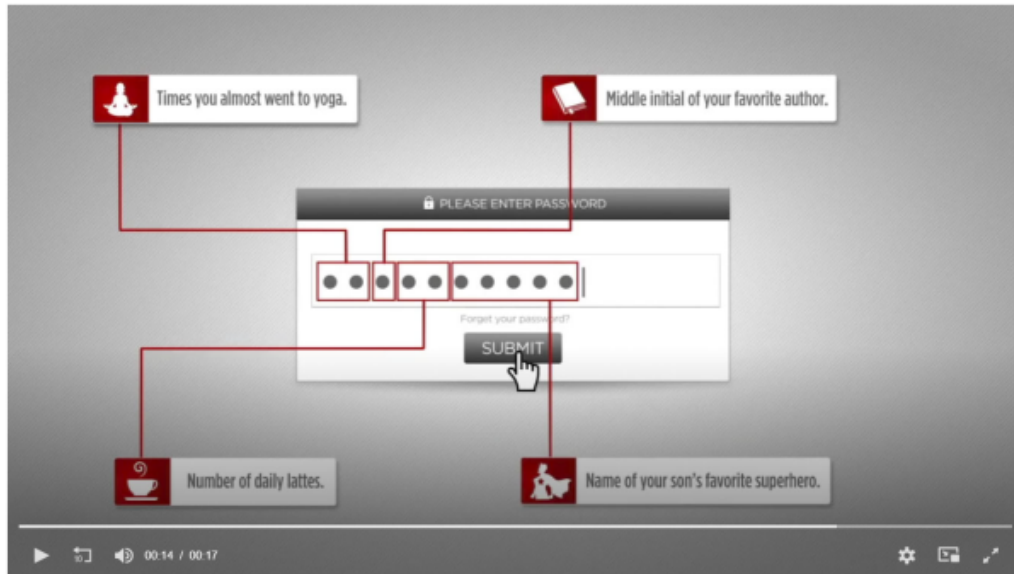 Times you almost went to yoga.
Middle initial of your favorite author.
PLEASE ENTER PASSWORD
Forget your password?
SUBMIT
Number of daily lattes.
Name of your son's favorite superhero.
10
00:14 / 00:17